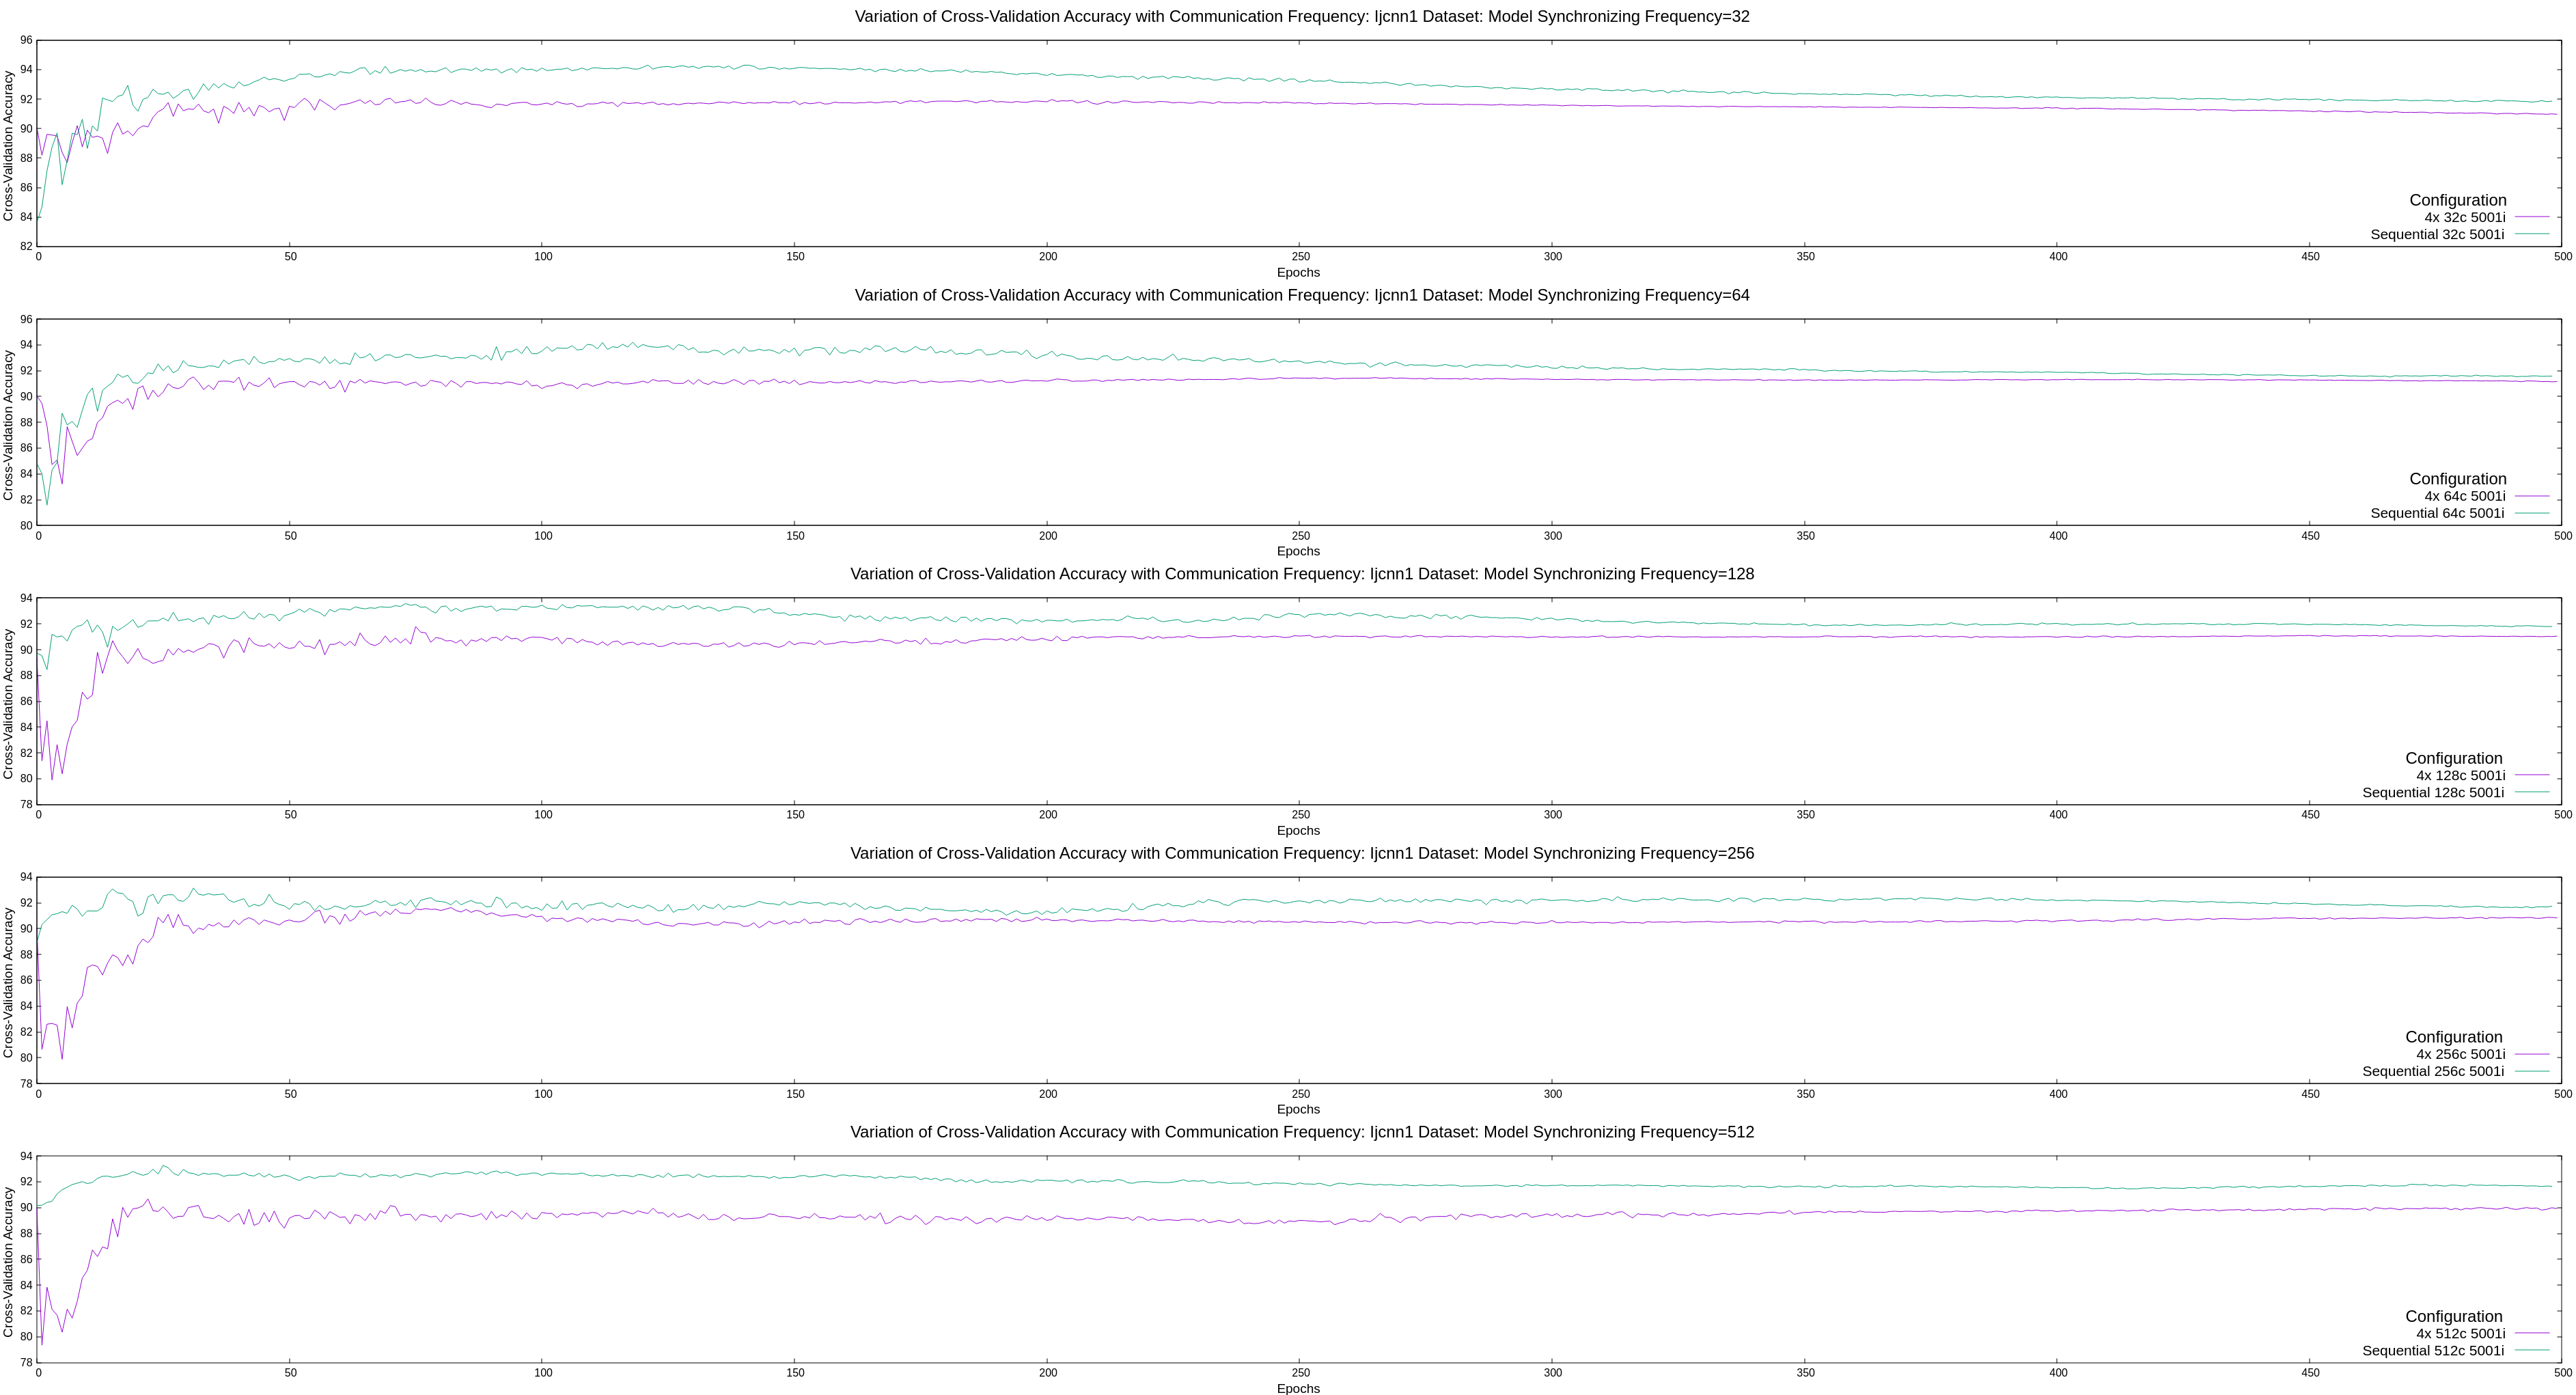 Variation of Cross-Validation Accuracy with Communication Frequency: Ijcnn1 Dataset: Model Synchronizing Frequency=32
96
94
92
90
88
86
84
82
Cross-Validation Accuracy
Configuration
4x 32c 5001i
Sequential 32c 5001i
0 50 100 150 200 250 300 350 400 450 500
Epochs
Variation of Cross-Validation Accuracy with Communication Frequency: Ijcnn1 Dataset: Model Synchronizing Frequency=64
96
94
92
90
88
86
84
82
80
Cross-Validation Accuracy
Configuration
4x 64c 5001i
Sequential 64c 5001i
0 50 100 150 200 250 300 350 400 450 500
Epochs
Variation of Cross-Validation Accuracy with Communication Frequency: Ijcnn1 Dataset: Model Synchronizing Frequency=128
94
92
90
88
86
84
82
80
78
Cross-Validation Accuracy
Configuration
4x 128c 5001i
Sequential 128c 5001i
0 50 100 150 200 250 300 350 400 450 500
Epochs
Variation of Cross-Validation Accuracy with Communication Frequency: Ijcnn1 Dataset: Model Synchronizing Frequency=256
94
92
90
88
86
84
82
80
78
Cross-Validation Accuracy
Configuration
4x 256c 5001i
Sequential 256c 5001i
0 50 100 150 200 250 300 350 400 450 500
Epochs
Variation of Cross-Validation Accuracy with Communication Frequency: Ijcnn1 Dataset: Model Synchronizing Frequency=512
94
92
90
88
86
84
82
80
78
Cross-Validation Accuracy
Configuration
4x 512c 5001i
Sequential 512c 5001i
0 50 100 150 200 250 300 350 400 450 500
Epochs